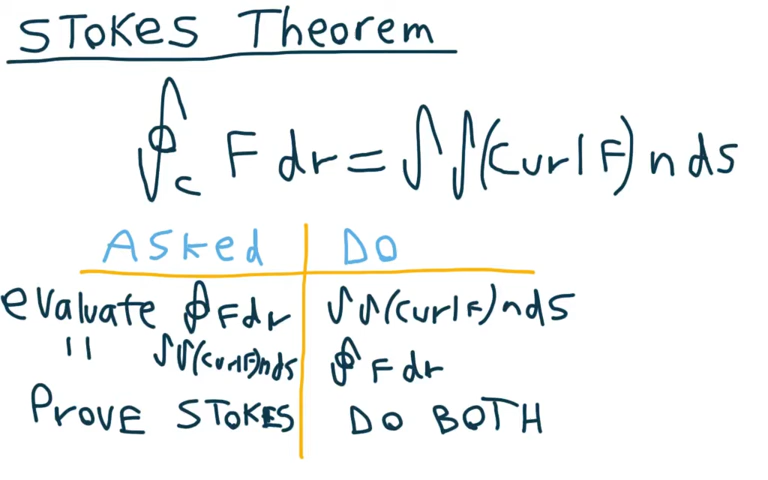 STOKES Theorem
∮c F dr = ∫∫(Curl F) n ds
ASKed DO
evaluate ∮ F dr ∫∫(Curl F) n dS
" ∫∫(Curl F) n ds ∮ F dr
PROVE STOKES DO BOTH